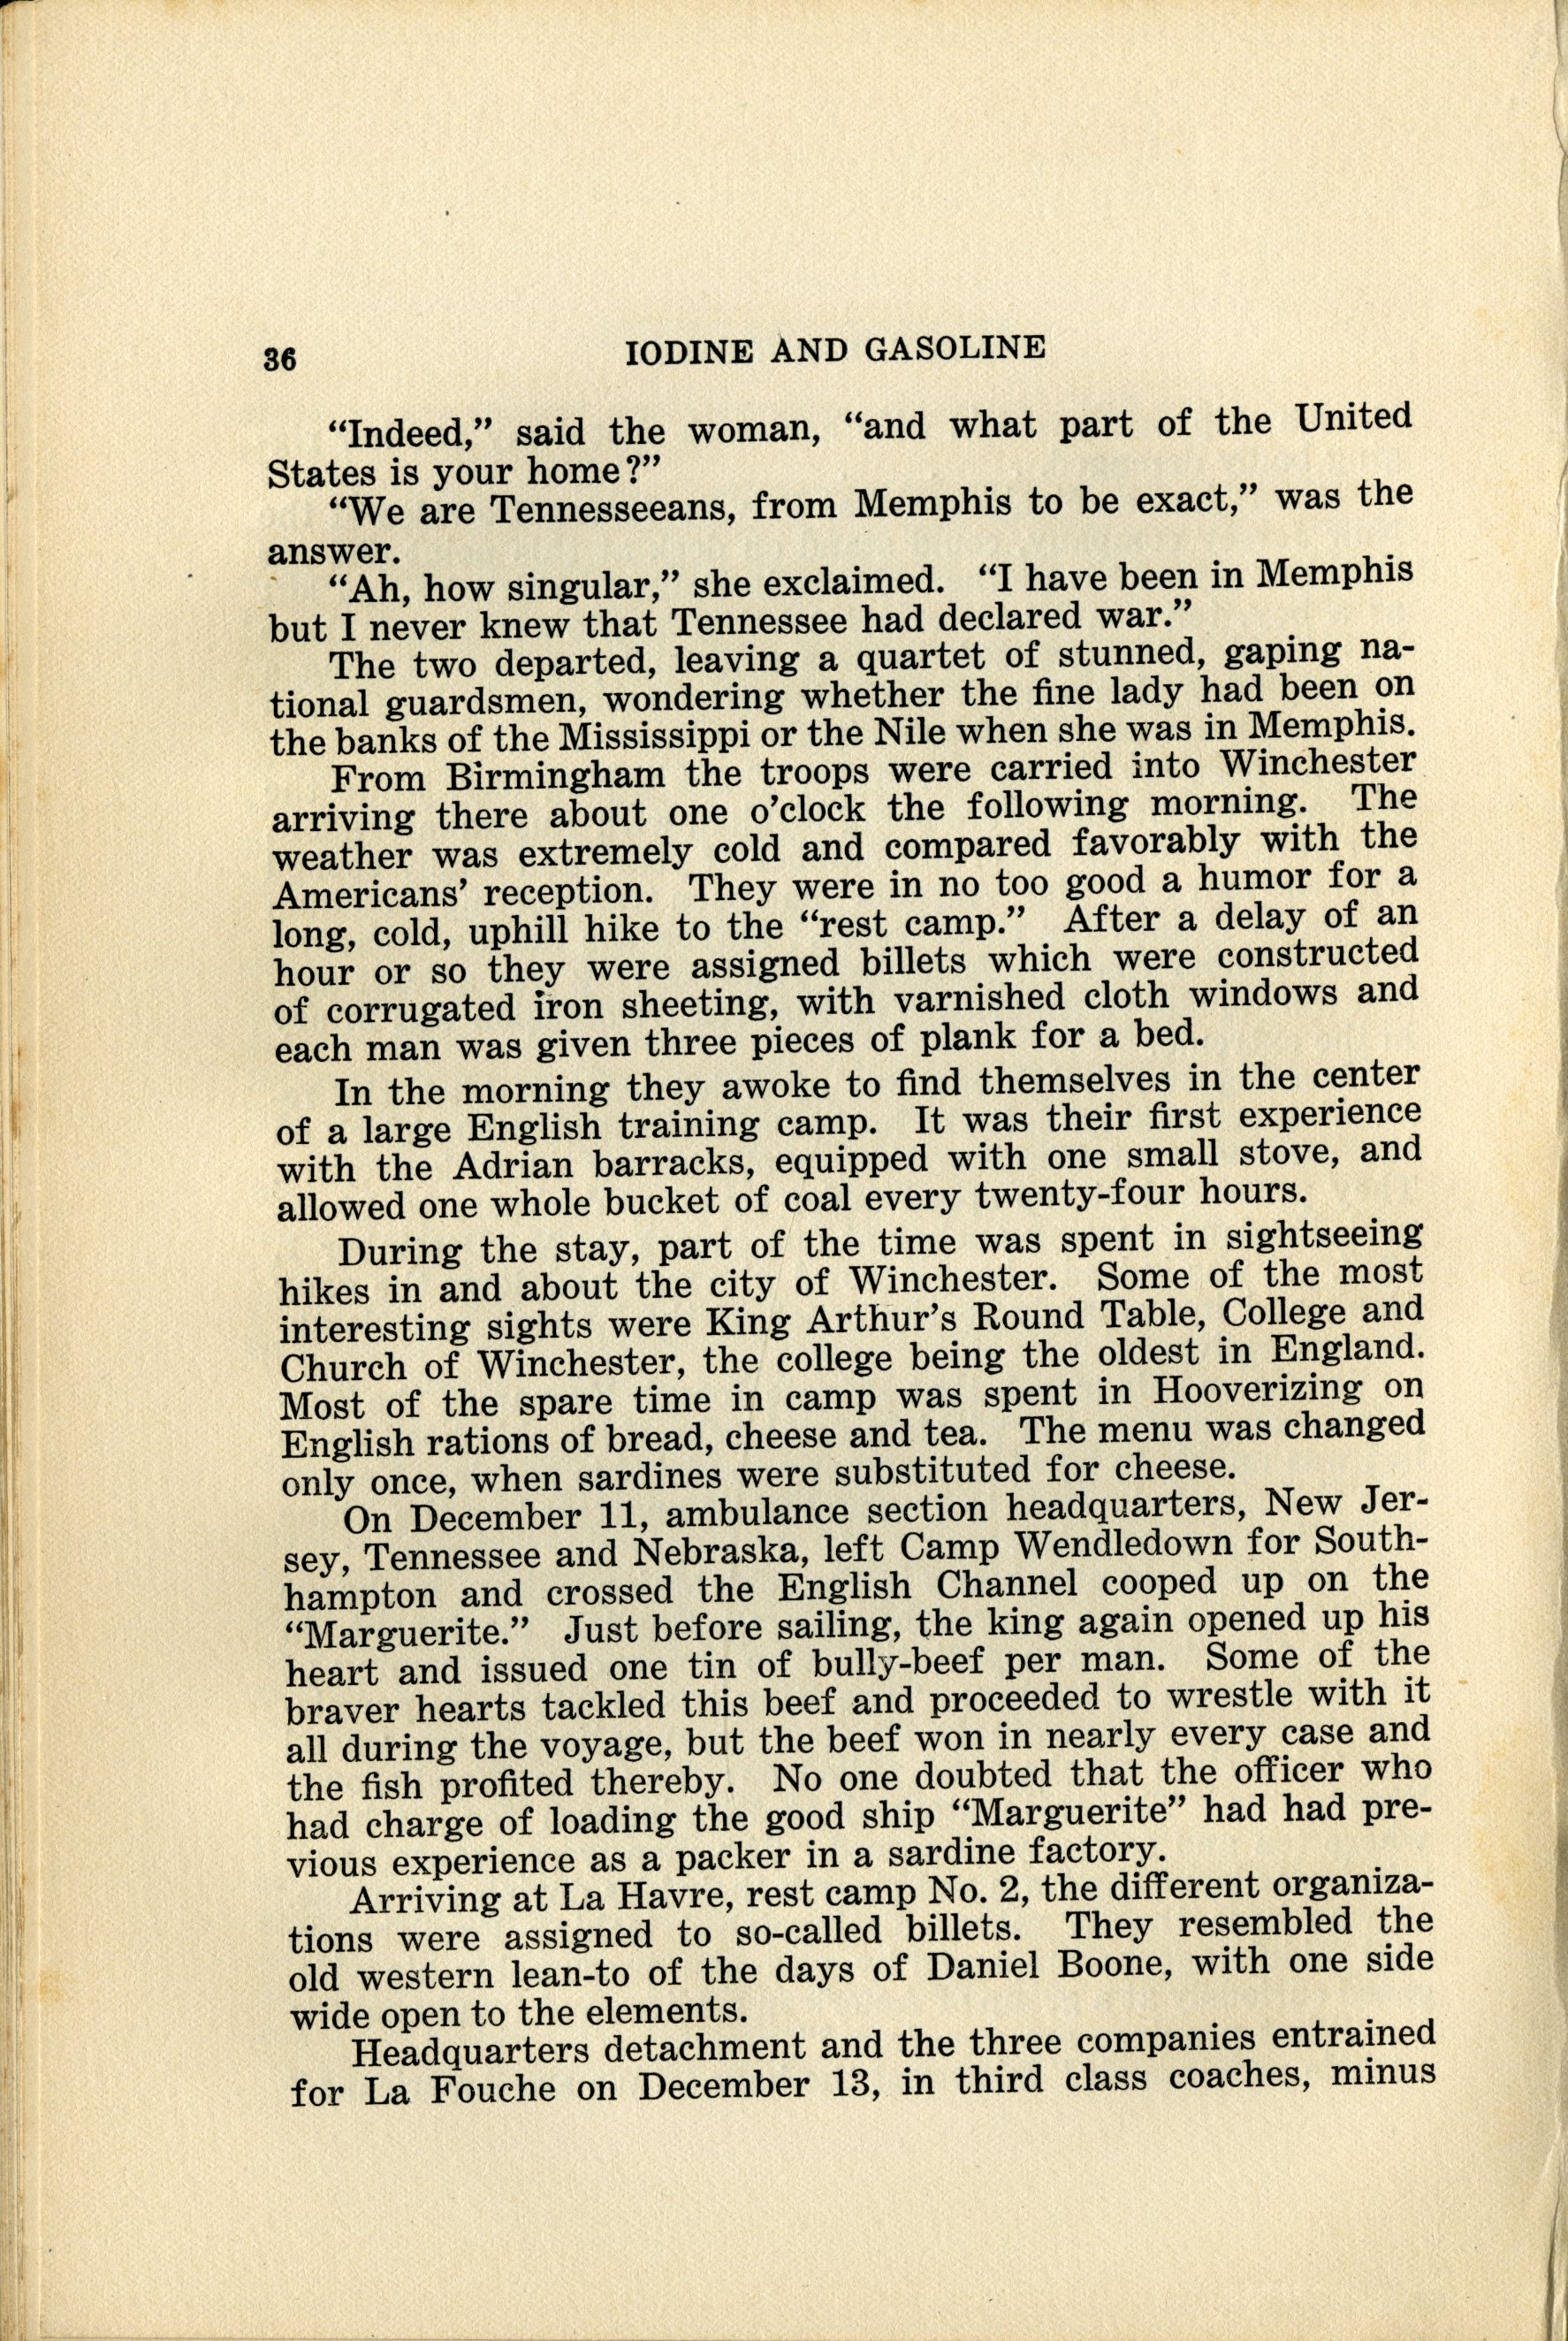 36
IODINE AND GASOLINE
“Indeed,” said the woman, “and what part of the United
States is your home?”
“We are Tennesseeans, from Memphis to be exact,” was the
answer.
“Ah, how singular,” she exclaimed. “I have been in Memphis
but I never knew that Tennessee had declared war.”
The two departed, leaving a quartet of stunned, gaping na-
tional guardsmen, wondering whether the fine lady had been on
the banks of the Mississippi or the Nile when she was in Memphis.
From Birmingham the troops were carried into Winchester
arriving there about one o’clock the following morning. The
weather was extremely cold and compared favorably with the
Americans’ reception. They were in no too good a humor for a
long, cold, uphill hike to the “rest camp.” After a delay of an
hour or so they were assigned billets which were constructed
of corrugated iron sheeting, with varnished cloth windows and
each man was given three pieces of plank for a bed.
In the morning they awoke to find themselves in the center
of a large English training camp. It was their first experience
with the Adrian barracks, equipped with one small stove, and
allowed one whole bucket of coal every twenty-four hours.
During the stay, part of the time was spent in sightseeing
hikes in and about the city of Winchester. Some of the most
interesting sights were King Arthur’s Round Table, College and
Church of Winchester, the college being the oldest in England.
Most of the spare time in camp was spent in Hooverizing on
English rations of bread, cheese and tea. The menu was changed
only once, when sardines were substituted for cheese.
On December 11, ambulance section headquarters, New Jer-
sey, Tennessee and Nebraska, left Camp Wendledown for South-
hampton and crossed the English Channel cooped up on the
“Marguerite.” Just before sailing, the king again opened up his
heart and issued one tin of bully-beef per man. Some of the
braver hearts tackled this beef and proceeded to wrestle with it
all during the voyage, but the beef won in nearly every case and
the fish profited thereby. No one doubted that the officer who
had charge of loading the good ship “Marguerite” had had pre-
vious experience as a packer in a sardine factory.
Arriving at La Havre, rest camp No. 2, the different organiza-
tions were assigned to so-called billets. They resembled the
old western lean-to of the days of Daniel Boone, with one side
wide open to the elements.
Headquarters detachment and the three companies entrained
for La Fouche on December 13, in third class coaches, minus